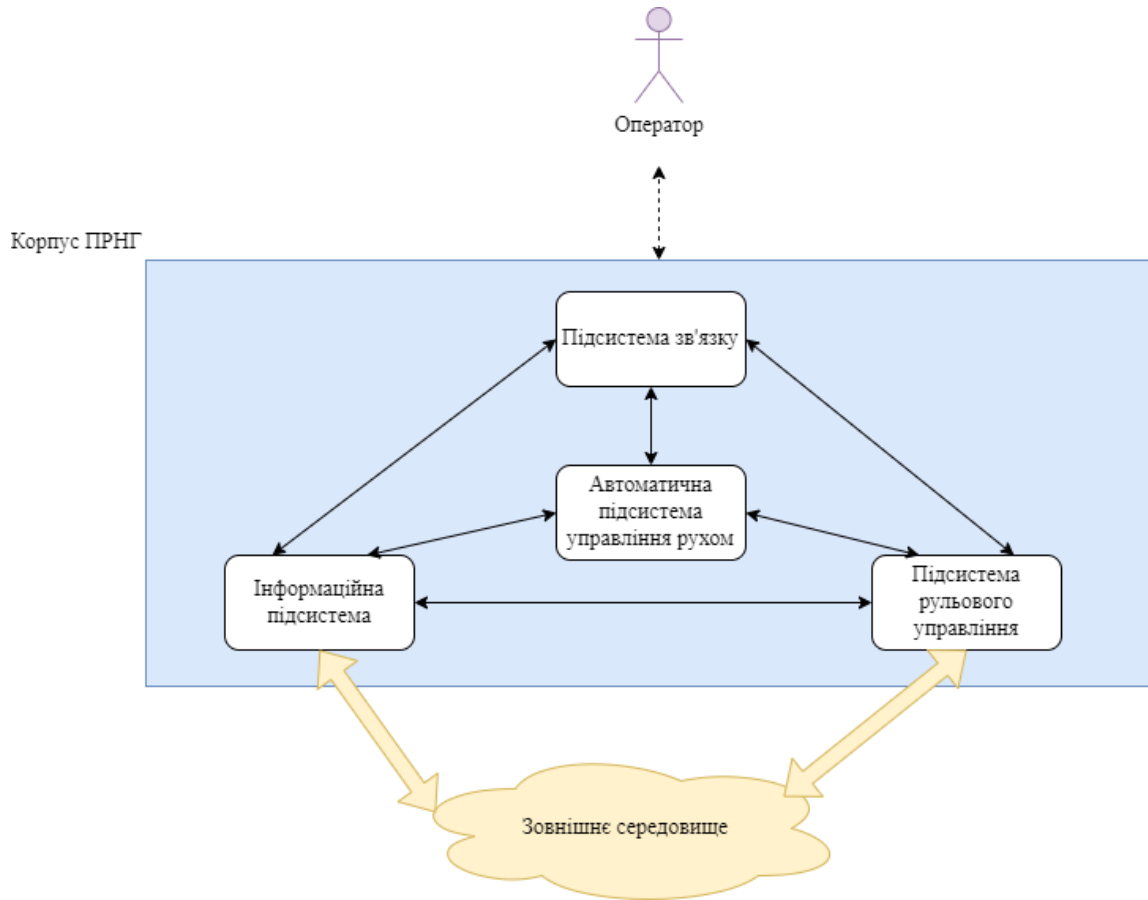 Оператор
Корпус ПРНГ
Підсистема зв'язку
Автоматична
підсистема
управління рухом
Інформаційна
підсистема
Підсистема
рульового
управління
Зовнішнє середовище